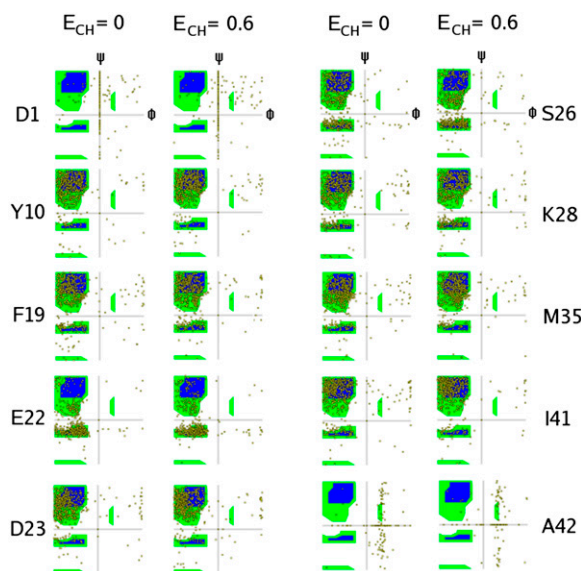 E_CH= 0 E_CH= 0.6 E_CH= 0 E_CH= 0.6
ψ ψ ψ ψ
D1 ϕ ϕ ϕ ϕ S26
Y10 K28
F19 M35
E22 I41
D23 A42